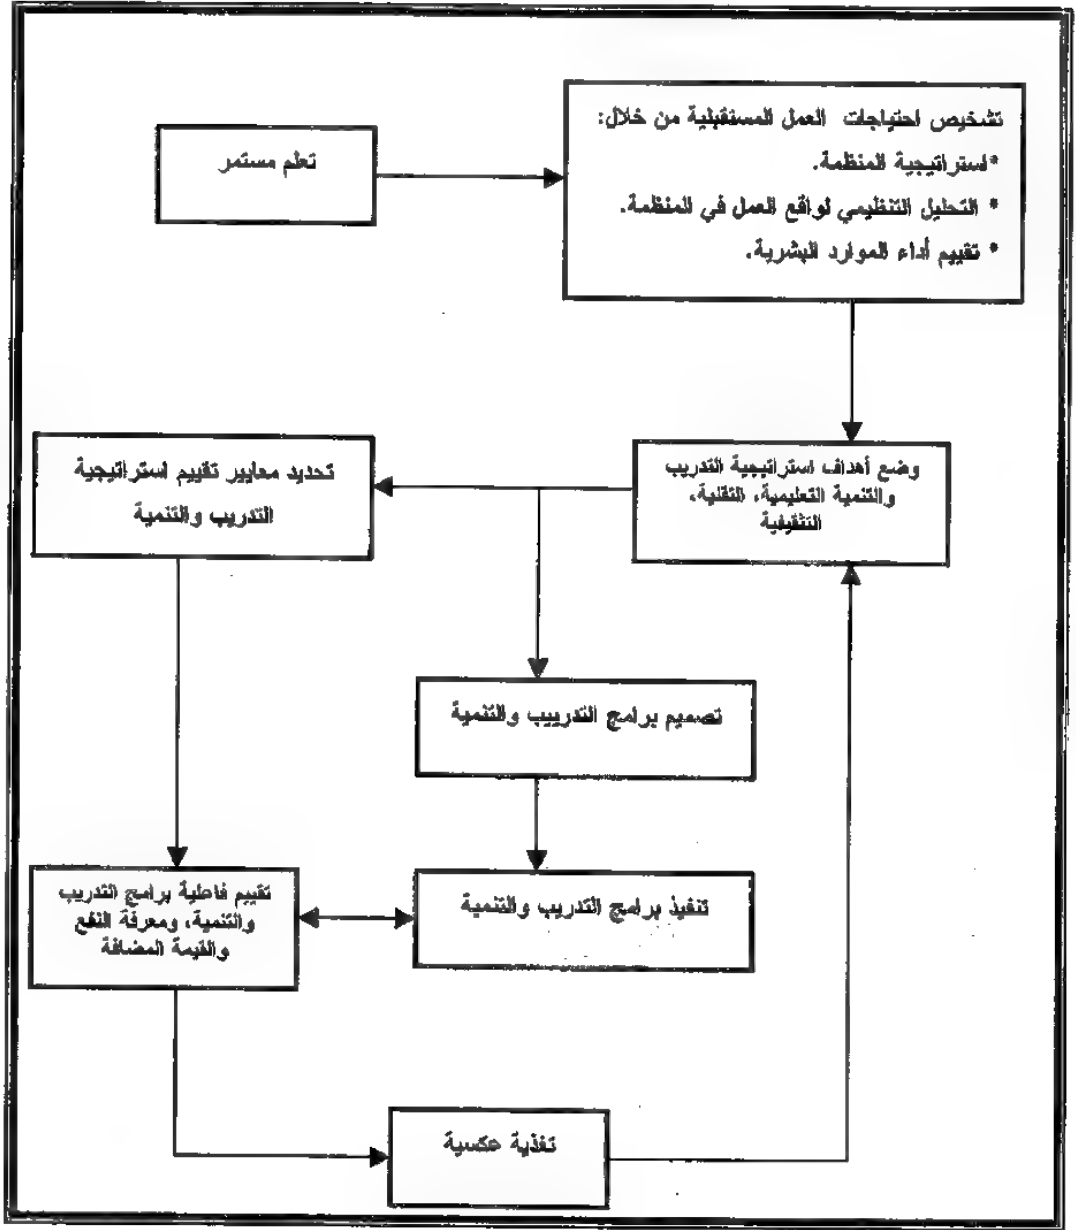 تعلم مستمر
تشخيص احتياجات العمل المستقبلية من خلال:
*استراتيجية المنظمة.
* التحليل التنظيمي لواقع العمل في المنظمة.
* تقييم أداء الموارد البشرية.
وضع أهداف استراتيجية التدريب
والتنمية التعليمية، التقنية،
التثقيفية
تحديد معايير تقييم استراتيجية
التدريب والتنمية
تصميم برامج التدرييب والتنمية
تنفيذ برامج التدريب والتنمية
تقييم فاعلية برامج التدريب
والتنمية، ومعرفة النفع
والقيمة المضافة
تغذية عكسية